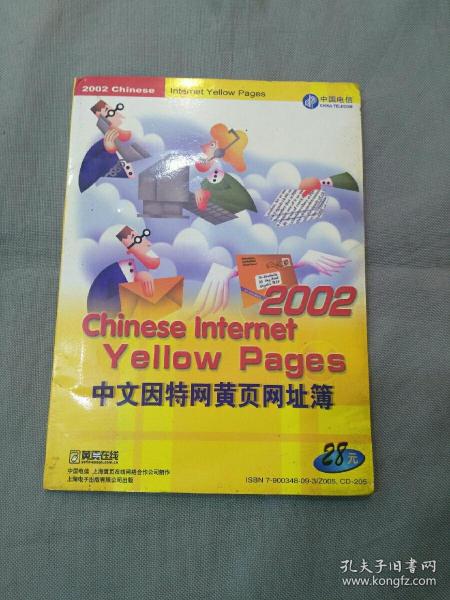 2002 Chinese Internet Yellow Pages
中国电信
CHINA TELECOM
2002
Chinese Internet
Yellow Pages
中文因特网黄页网址簿
黄页在线
28元
中国电信 上海黄页在线网络合作公司制作
上海电子出版有限公司出版
ISBN 7-900348-09-3/Z005, CD-205
孔夫子旧书网
www.kongfz.com